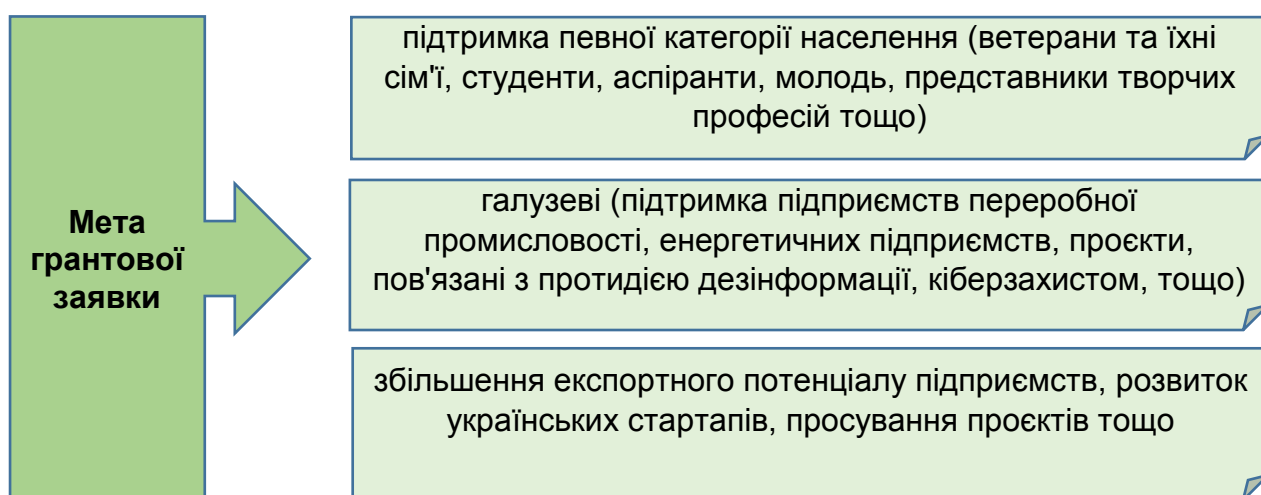 Мета
грантової
заявки
підтримка певної категорії населення (ветерани та їхні
сім'ї, студенти, аспіранти, молодь, представники творчих
професій тощо)
галузеві (підтримка підприємств переробної
промисловості, енергетичних підприємств, проєкти,
пов'язані з протидією дезінформації, кіберзахистом, тощо)
збільшення експортного потенціалу підприємств, розвиток
українських стартапів, просування проєктів тощо